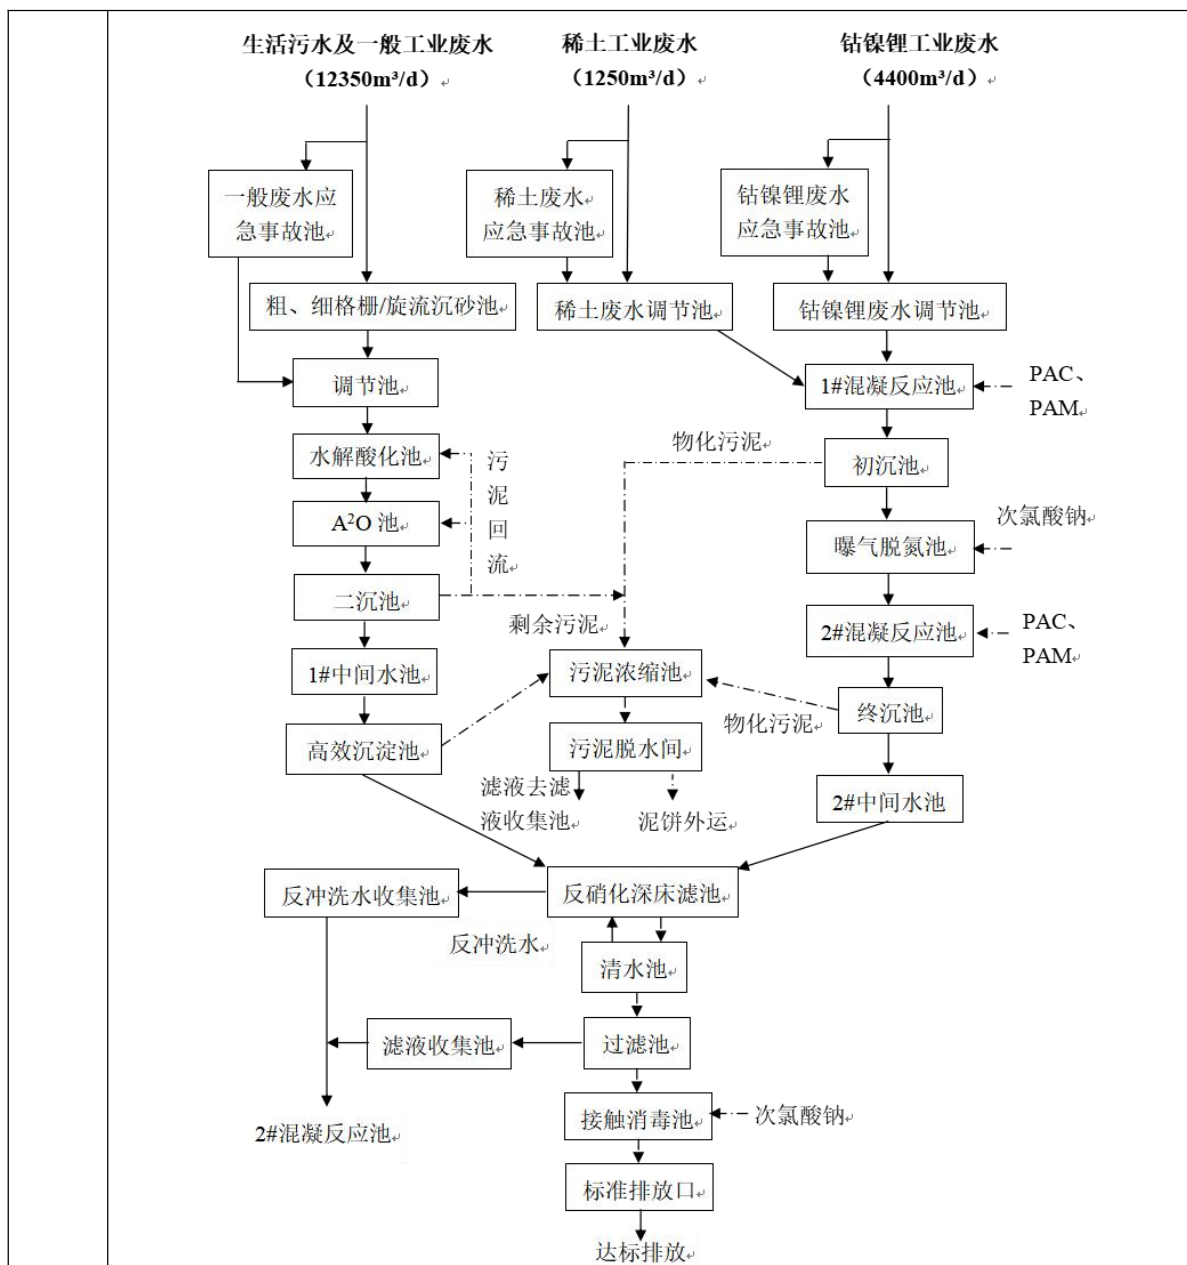 生活污水及一般工业废水
（12350m³/d）
稀土工业废水
（1250m³/d）
钴镍锂工业废水
（4400m³/d）
一般废水应
急事故池
稀土废水
应急事故池
钴镍锂废水
应急事故池
粗、细格栅/旋流沉砂池
稀土废水调节池
钴镍锂废水调节池
调节池
1#混凝反应池
PAC、
PAM
水解酸化池
污
泥
回
流
物化污泥
初沉池
A²O 池
次氯酸钠
曝气脱氮池
二沉池
剩余污泥
2#混凝反应池
PAC、
PAM
1#中间水池
污泥浓缩池
物化污泥
终沉池
高效沉淀池
污泥脱水间
滤液去滤
液收集池
泥饼外运
2#中间水池
反冲洗水收集池
反硝化深床滤池
反冲洗水
清水池
滤液收集池
过滤池
2#混凝反应池
接触消毒池
次氯酸钠
标准排放口
达标排放